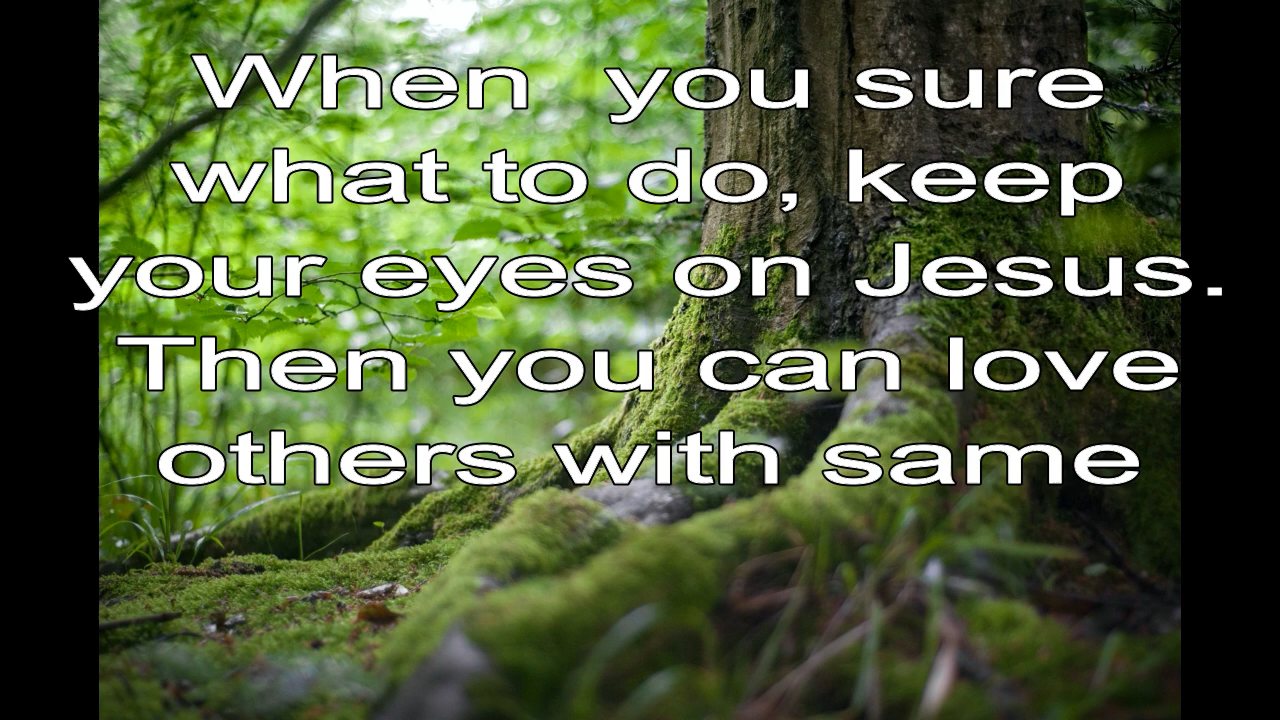 When  you sure
what to do, keep
your eyes on Jesus.
Then you can love
others with same